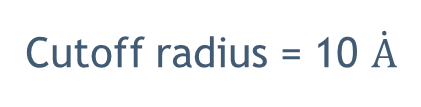 Cutoff radius = 10 Ȧ